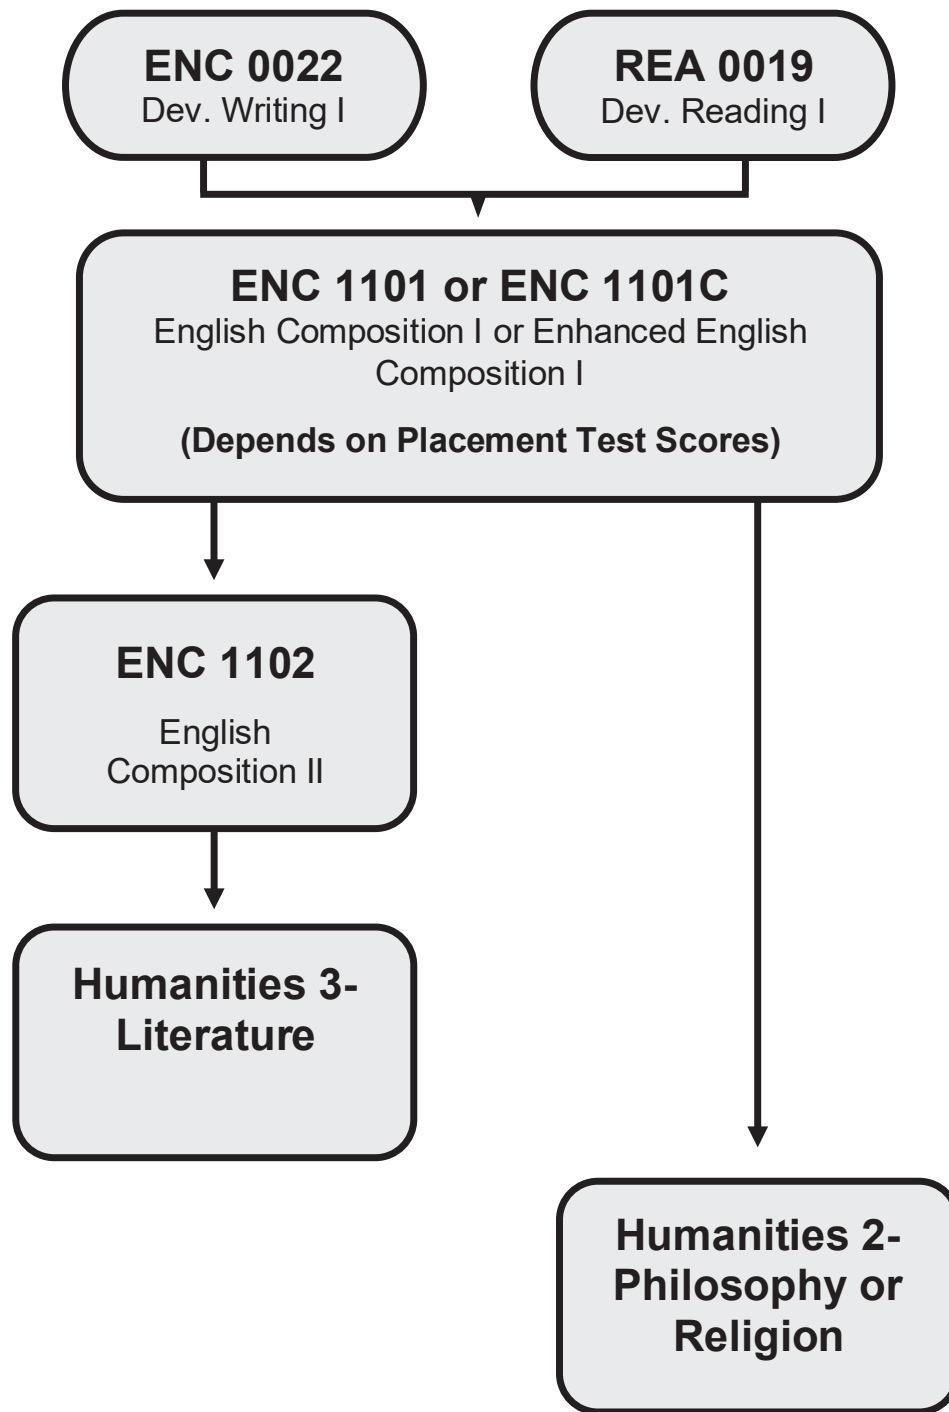 ENC 0022
Dev. Writing I
REA 0019
Dev. Reading I
ENC 1101 or ENC 1101C
English Composition I or Enhanced English
Composition I
(Depends on Placement Test Scores)
ENC 1102
English
Composition II
Humanities 3-
Literature
Humanities 2-
Philosophy or
Religion